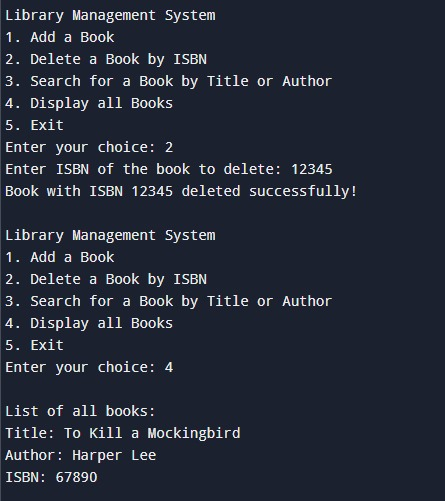 Library Management System
1. Add a Book
2. Delete a Book by ISBN
3. Search for a Book by Title or Author
4. Display all Books
5. Exit
Enter your choice: 2
Enter ISBN of the book to delete: 12345
Book with ISBN 12345 deleted successfully!

Library Management System
1. Add a Book
2. Delete a Book by ISBN
3. Search for a Book by Title or Author
4. Display all Books
5. Exit
Enter your choice: 4

List of all books:
Title: To Kill a Mockingbird
Author: Harper Lee
ISBN: 67890